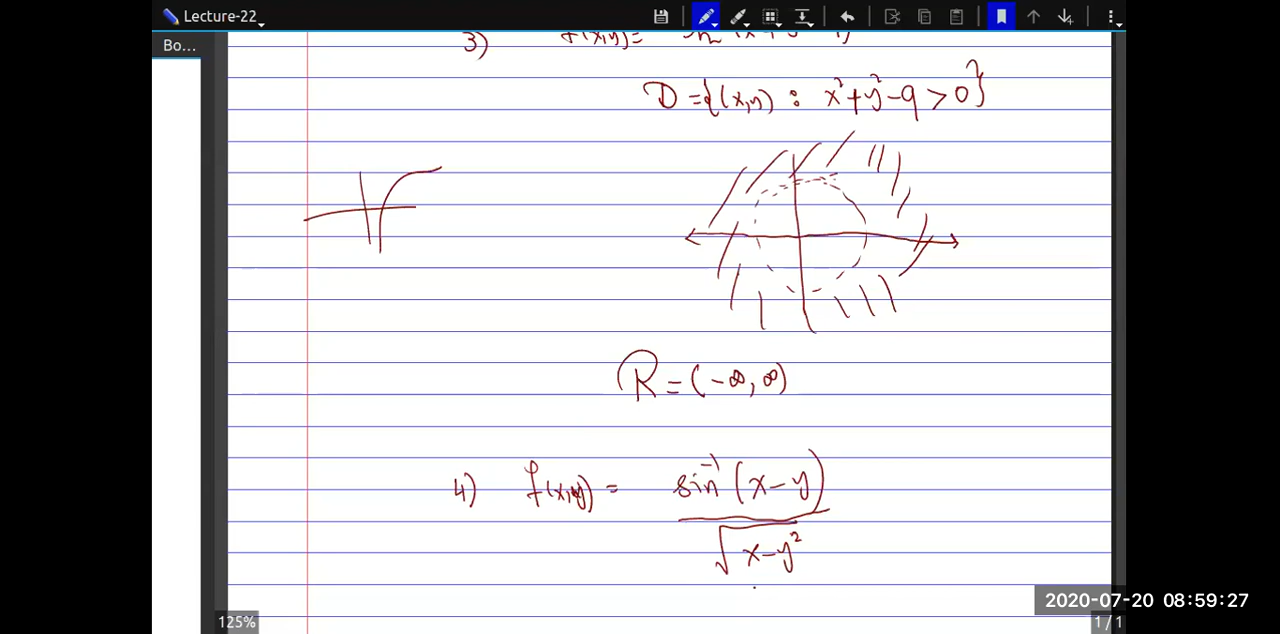 Lecture-22
Bo...
3) f(x,y) =
D = {(x,y) : x² + y² - 9 > 0}
R = (-∞, ∞)
4) f(x,y) = sin⁻¹(x-y)
√x-y²
2020-07-20 08:59:27
125%
1/1